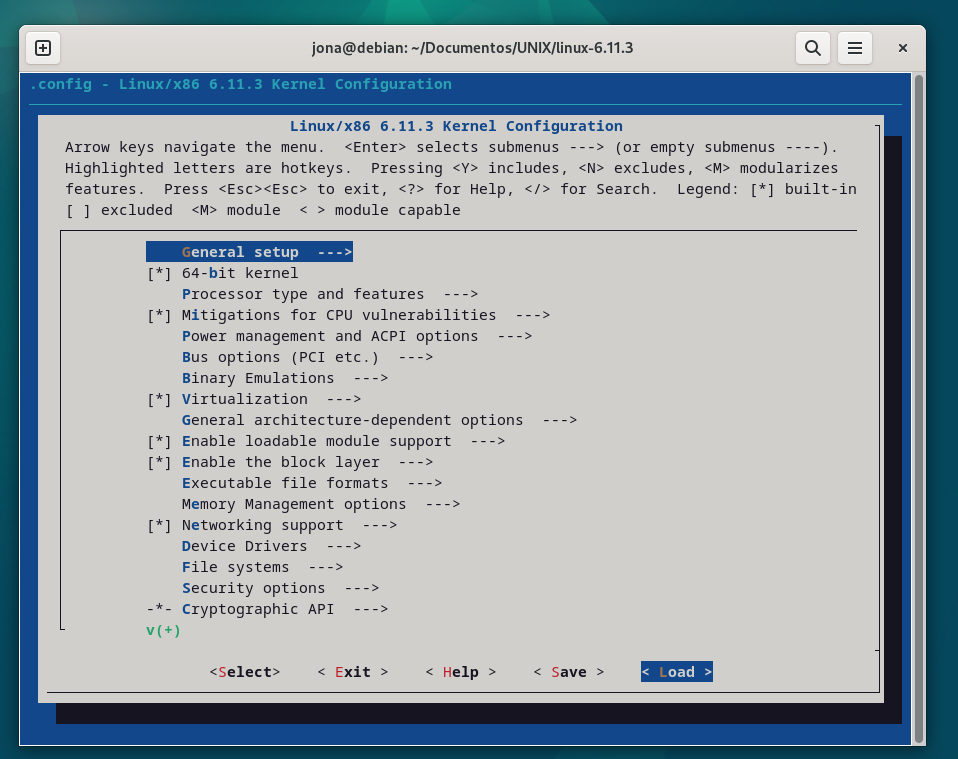 jona@debian: ~/Documentos/UNIX/linux-6.11.3
.config - Linux/x86 6.11.3 Kernel Configuration
Linux/x86 6.11.3 Kernel Configuration
Arrow keys navigate the menu.  <Enter> selects submenus ---> (or empty submenus ----).
Highlighted letters are hotkeys.  Pressing <Y> includes, <N> excludes, <M> modularizes
features.  Press <Esc><Esc> to exit, <?> for Help, </> for Search.  Legend: [*] built-in
[ ] excluded  <M> module  < > module capable
General setup  --->
[*] 64-bit kernel
Processor type and features  --->
[*] Mitigations for CPU vulnerabilities  --->
Power management and ACPI options  --->
Bus options (PCI etc.)  --->
Binary Emulations  --->
[*] Virtualization  --->
General architecture-dependent options  --->
[*] Enable loadable module support  --->
[*] Enable the block layer  --->
Executable file formats  --->
Memory Management options  --->
[*] Networking support  --->
Device Drivers  --->
File systems  --->
Security options  --->
-*- Cryptographic API  --->
v(+)
<Select>    < Exit >    < Help >    < Save >    < Load >